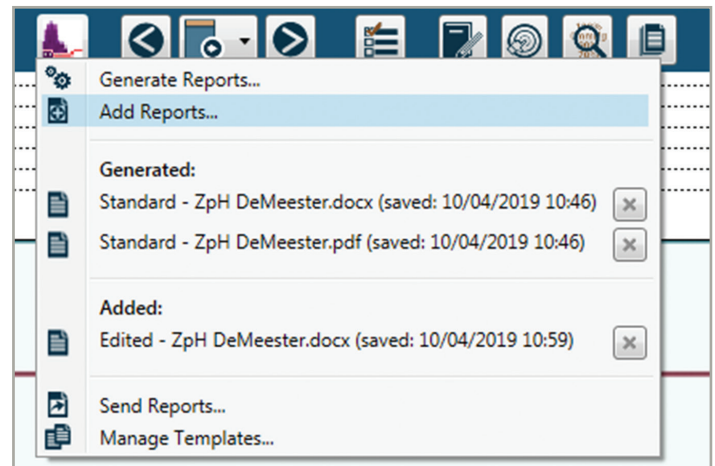 Generate Reports...
Add Reports...
Generated:
Standard - ZpH DeMeester.docx (saved: 10/04/2019 10:46)
Standard - ZpH DeMeester.pdf (saved: 10/04/2019 10:46)
Added:
Edited - ZpH DeMeester.docx (saved: 10/04/2019 10:59)
Send Reports...
Manage Templates...